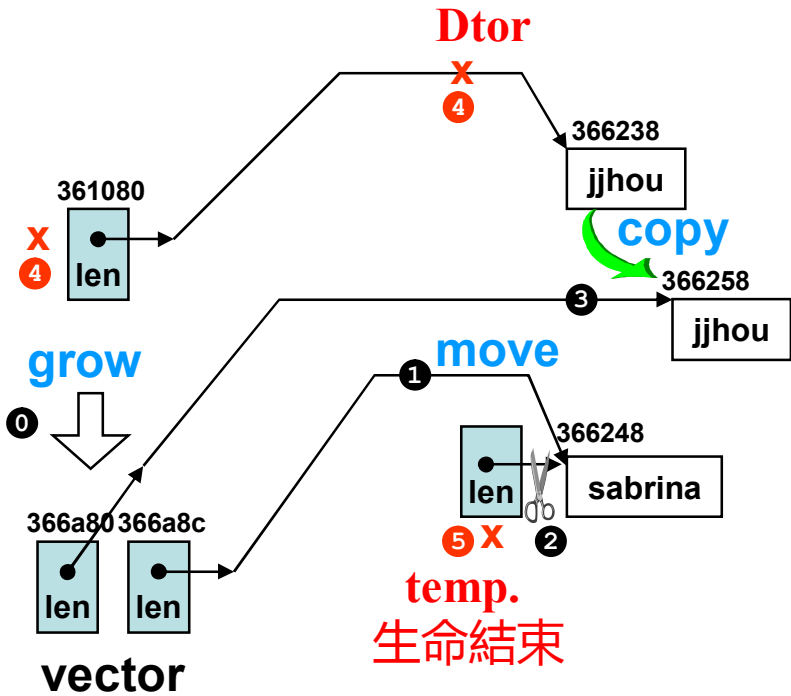 Dtor
x
4
366238
jjhou
361080
x
4
len
copy
366258
3
jjhou
grow
0
move
1
366248
len
sabrina
366a80 366a8c
5 x 2
len
len
temp.
生命結束
vector